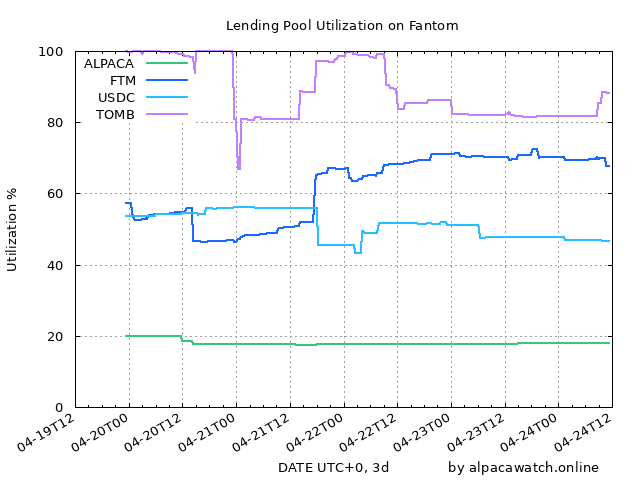 Lending Pool Utilization on Fantom
Utilization %
100
80
60
40
20
0
ALPACA
FTM
USDC
TOMB
04-19T12
04-20T00
04-20T12
04-21T00
04-21T12
04-22T00
04-22T12
04-23T00
04-23T12
04-24T00
04-24T12
DATE UTC+0, 3d
by alpacawatch.online